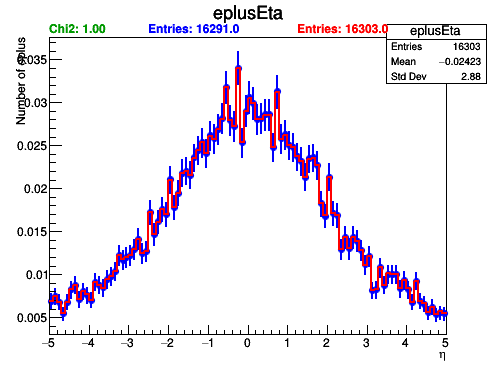 eplusEta
Chi2: 1.00 Entries: 16291.0 Entries: 16303.0
eplusEta
Entries 16303
Mean −0.02423
Std Dev 2.88
Number of eplus
0.035
0.03
0.025
0.02
0.015
0.01
0.005
−5 −4 −3 −2 −1 0 1 2 3 4 5
η